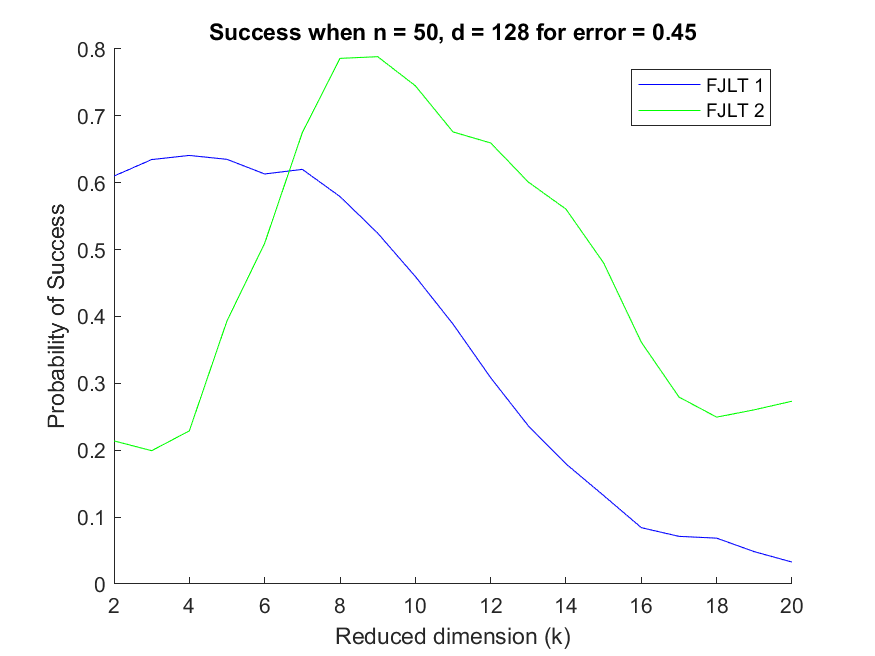 Success when n = 50, d = 128 for error = 0.45
FJLT 1
FJLT 2
Probability of Success
0.8
0.7
0.6
0.5
0.4
0.3
0.2
0.1
0
2 4 6 8 10 12 14 16 18 20
Reduced dimension (k)